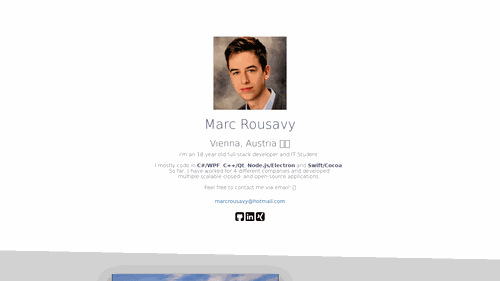 Marc Rousavy
Vienna, Austria
I'm an 18 year old full-stack developer and IT Student
I mostly code in C#/WPF, C++/Qt, Node.js/Electron and Swift/Cocoa
So far, I have worked for 4 different companies and developed
multiple scalable closed- and open-source applications.
Feel free to contact me via email!
marcrousavy@hotmail.com
in